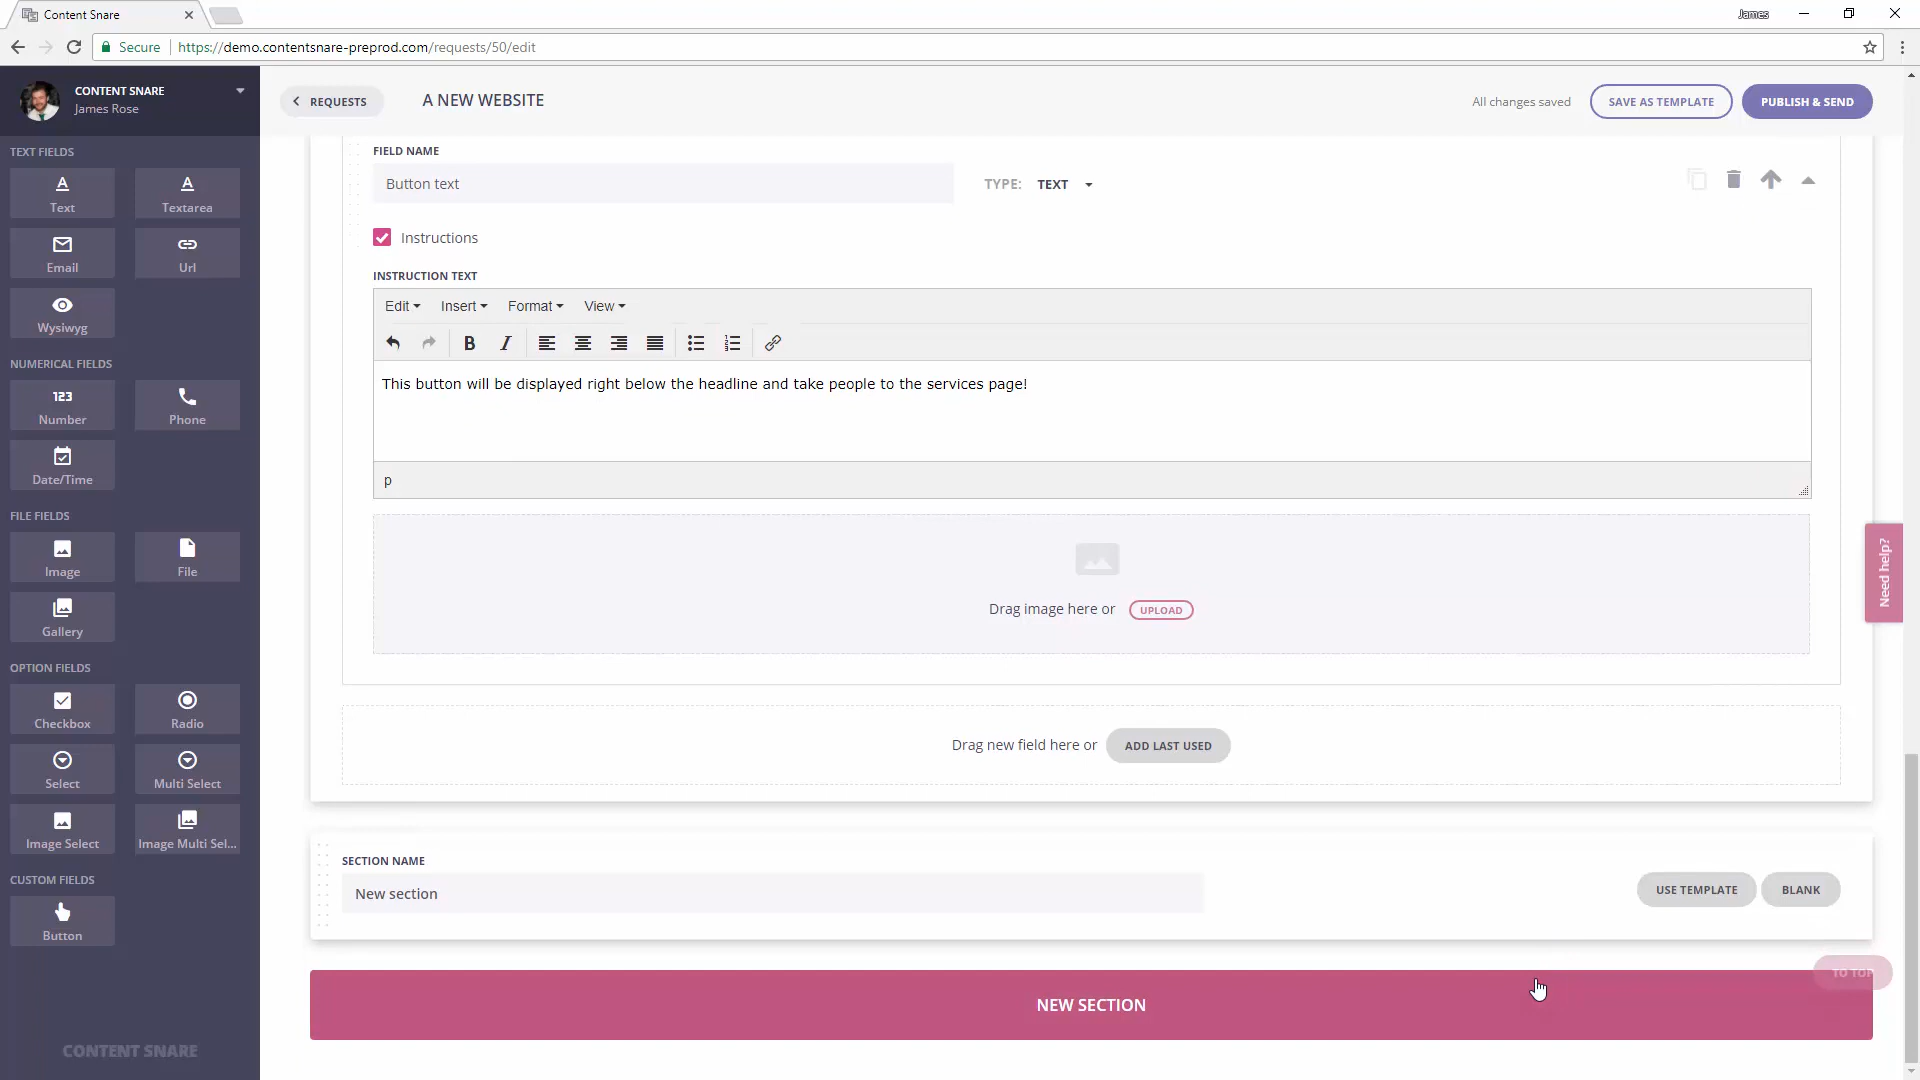 Content Snare
James
Secure
https://demo.contentsnare-preprod.com/requests/50/edit
CONTENT SNARE
James Rose
REQUESTS
A NEW WEBSITE
All changes saved
SAVE AS TEMPLATE
PUBLISH & SEND
TEXT FIELDS
A
Text
A
Textarea
Email
Url
Wysiwyg
NUMERICAL FIELDS
123
Number
Phone
Date/Time
FILE FIELDS
Image
File
Gallery
OPTION FIELDS
Checkbox
Radio
Select
Multi Select
Image Select
Image Multi Sel...
CUSTOM FIELDS
Button
CONTENT SNARE
FIELD NAME
Button text
TYPE: TEXT
Instructions
INSTRUCTION TEXT
Edit Insert Format View
B I
This button will be displayed right below the headline and take people to the services page!
p
Drag image here or UPLOAD
Need help?
Drag new field here or ADD LAST USED
SECTION NAME
New section
USE TEMPLATE
BLANK
TO TOP
NEW SECTION